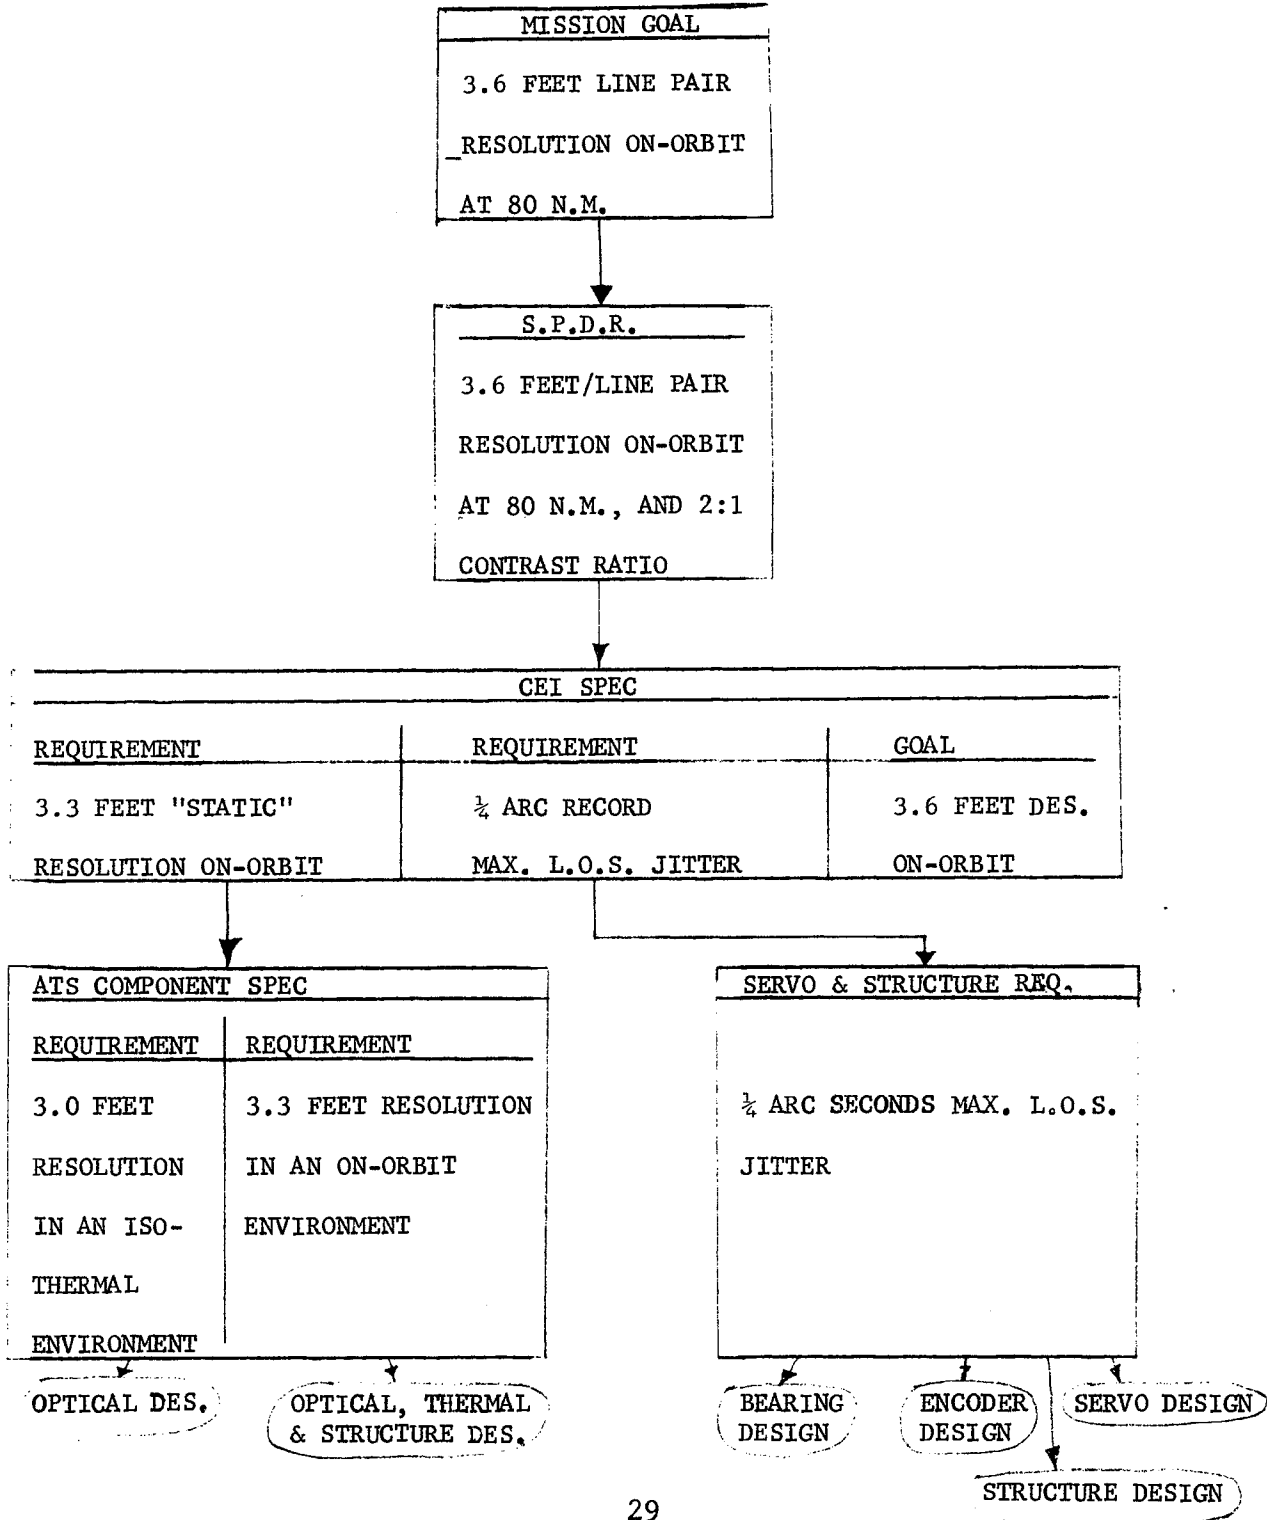 MISSION GOAL
3.6 FEET LINE PAIR
_RESOLUTION ON-ORBIT
AT 80 N.M.
S.P.D.R.
3.6 FEET/LINE PAIR
RESOLUTION ON-ORBIT
AT 80 N.M., AND 2:1
CONTRAST RATIO
CEI SPEC
REQUIREMENT
3.3 FEET "STATIC"
RESOLUTION ON-ORBIT
REQUIREMENT
¼ ARC RECORD
MAX. L.O.S. JITTER
GOAL
3.6 FEET DES.
ON-ORBIT
ATS COMPONENT SPEC
REQUIREMENT
3.0 FEET
RESOLUTION
IN AN ISO-
THERMAL
ENVIRONMENT
REQUIREMENT
3.3 FEET RESOLUTION
IN AN ON-ORBIT
ENVIRONMENT
SERVO & STRUCTURE REQ.
¼ ARC SECONDS MAX. L.O.S.
JITTER
OPTICAL DES.
OPTICAL, THERMAL
& STRUCTURE DES.
BEARING
DESIGN
ENCODER
DESIGN
SERVO DESIGN
STRUCTURE DESIGN
29